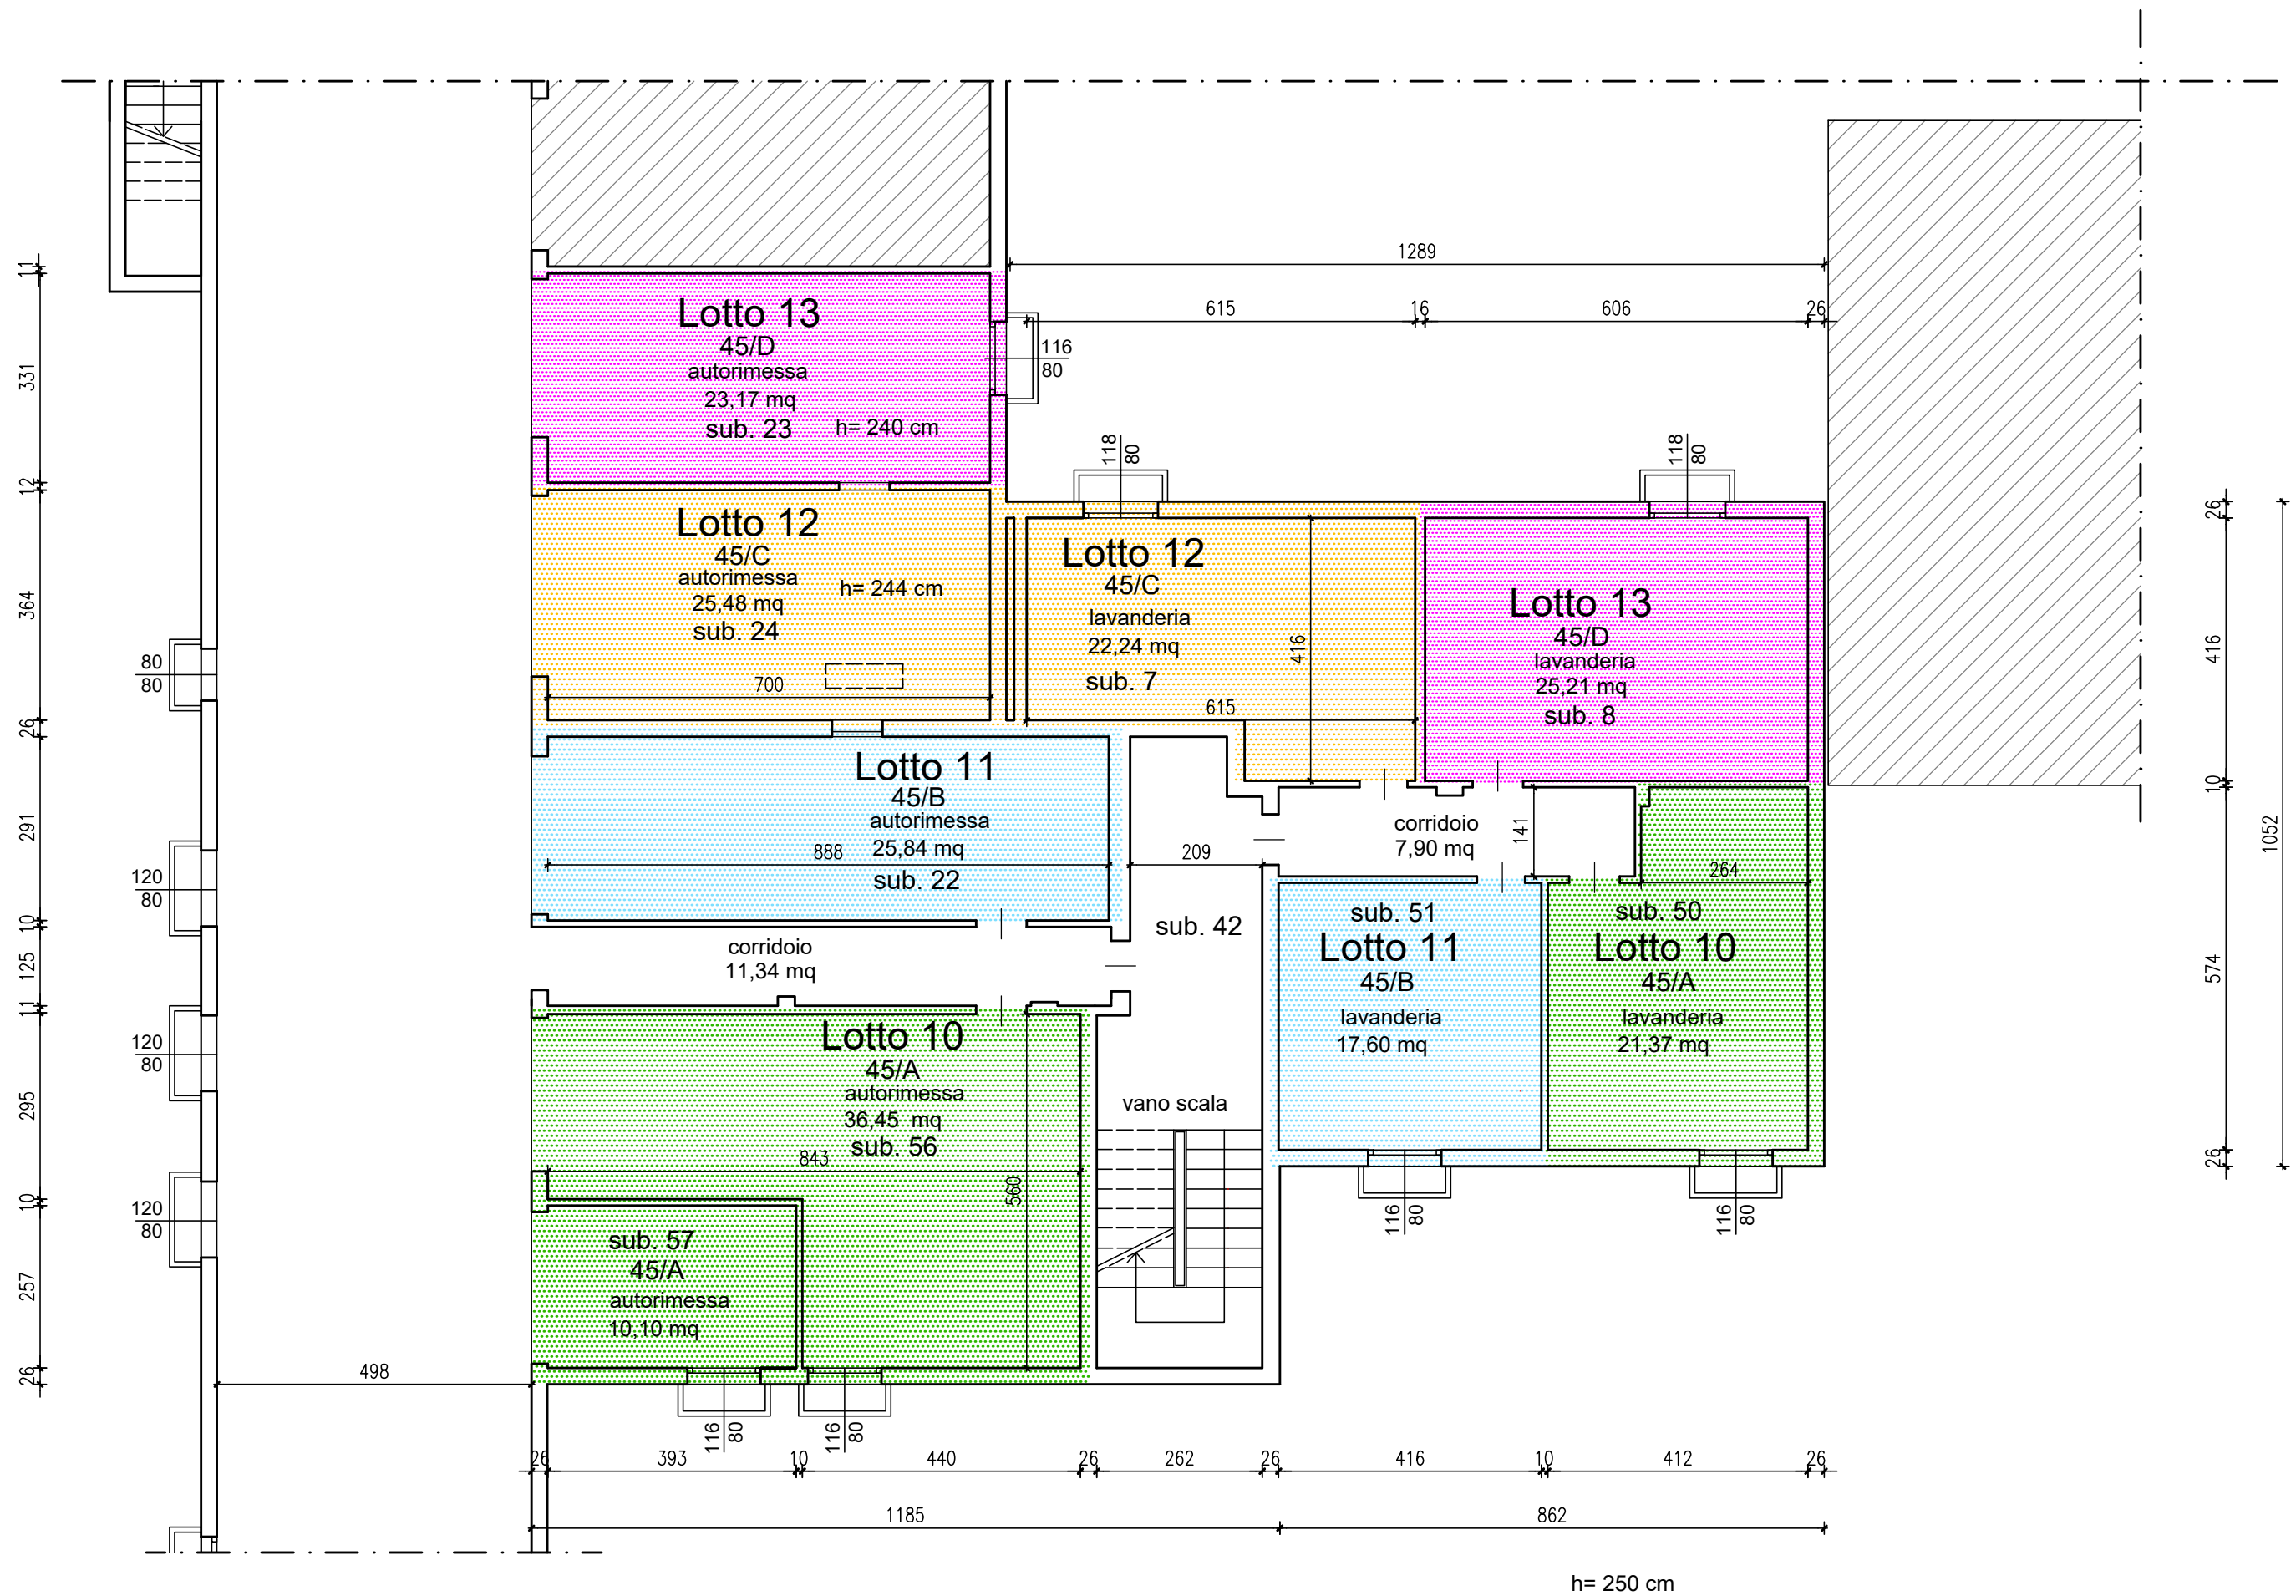 1289
615
16
606
26
Lotto 13
45/D
autorimessa
23,17 mq
sub. 23
h= 240 cm
116
80
118
80
118
80
Lotto 12
45/C
autorimessa
25,48 mq
sub. 24
h= 244 cm
700
Lotto 12
45/C
lavanderia
22,24 mq
sub. 7
416
615
Lotto 13
45/D
lavanderia
25,21 mq
sub. 8
Lotto 11
45/B
autorimessa
25,84 mq
888
sub. 22
209
corridoio
7,90 mq
141
264
sub. 42
corridoio
11,34 mq
sub. 51
Lotto 11
45/B
lavanderia
17,60 mq
sub. 50
Lotto 10
45/A
lavanderia
21,37 mq
Lotto 10
45/A
autorimessa
36,45 mq
sub. 56
843
560
vano scala
sub. 57
45/A
autorimessa
10,10 mq
116
80
116
80
116
80
116
80
11
331
12
364
26
291
10
125
11
295
10
257
26
80
80
120
80
120
80
120
80
498
26
416
10
574
26
1052
26
393
10
440
26
262
26
416
10
412
26
1185
862
h= 250 cm